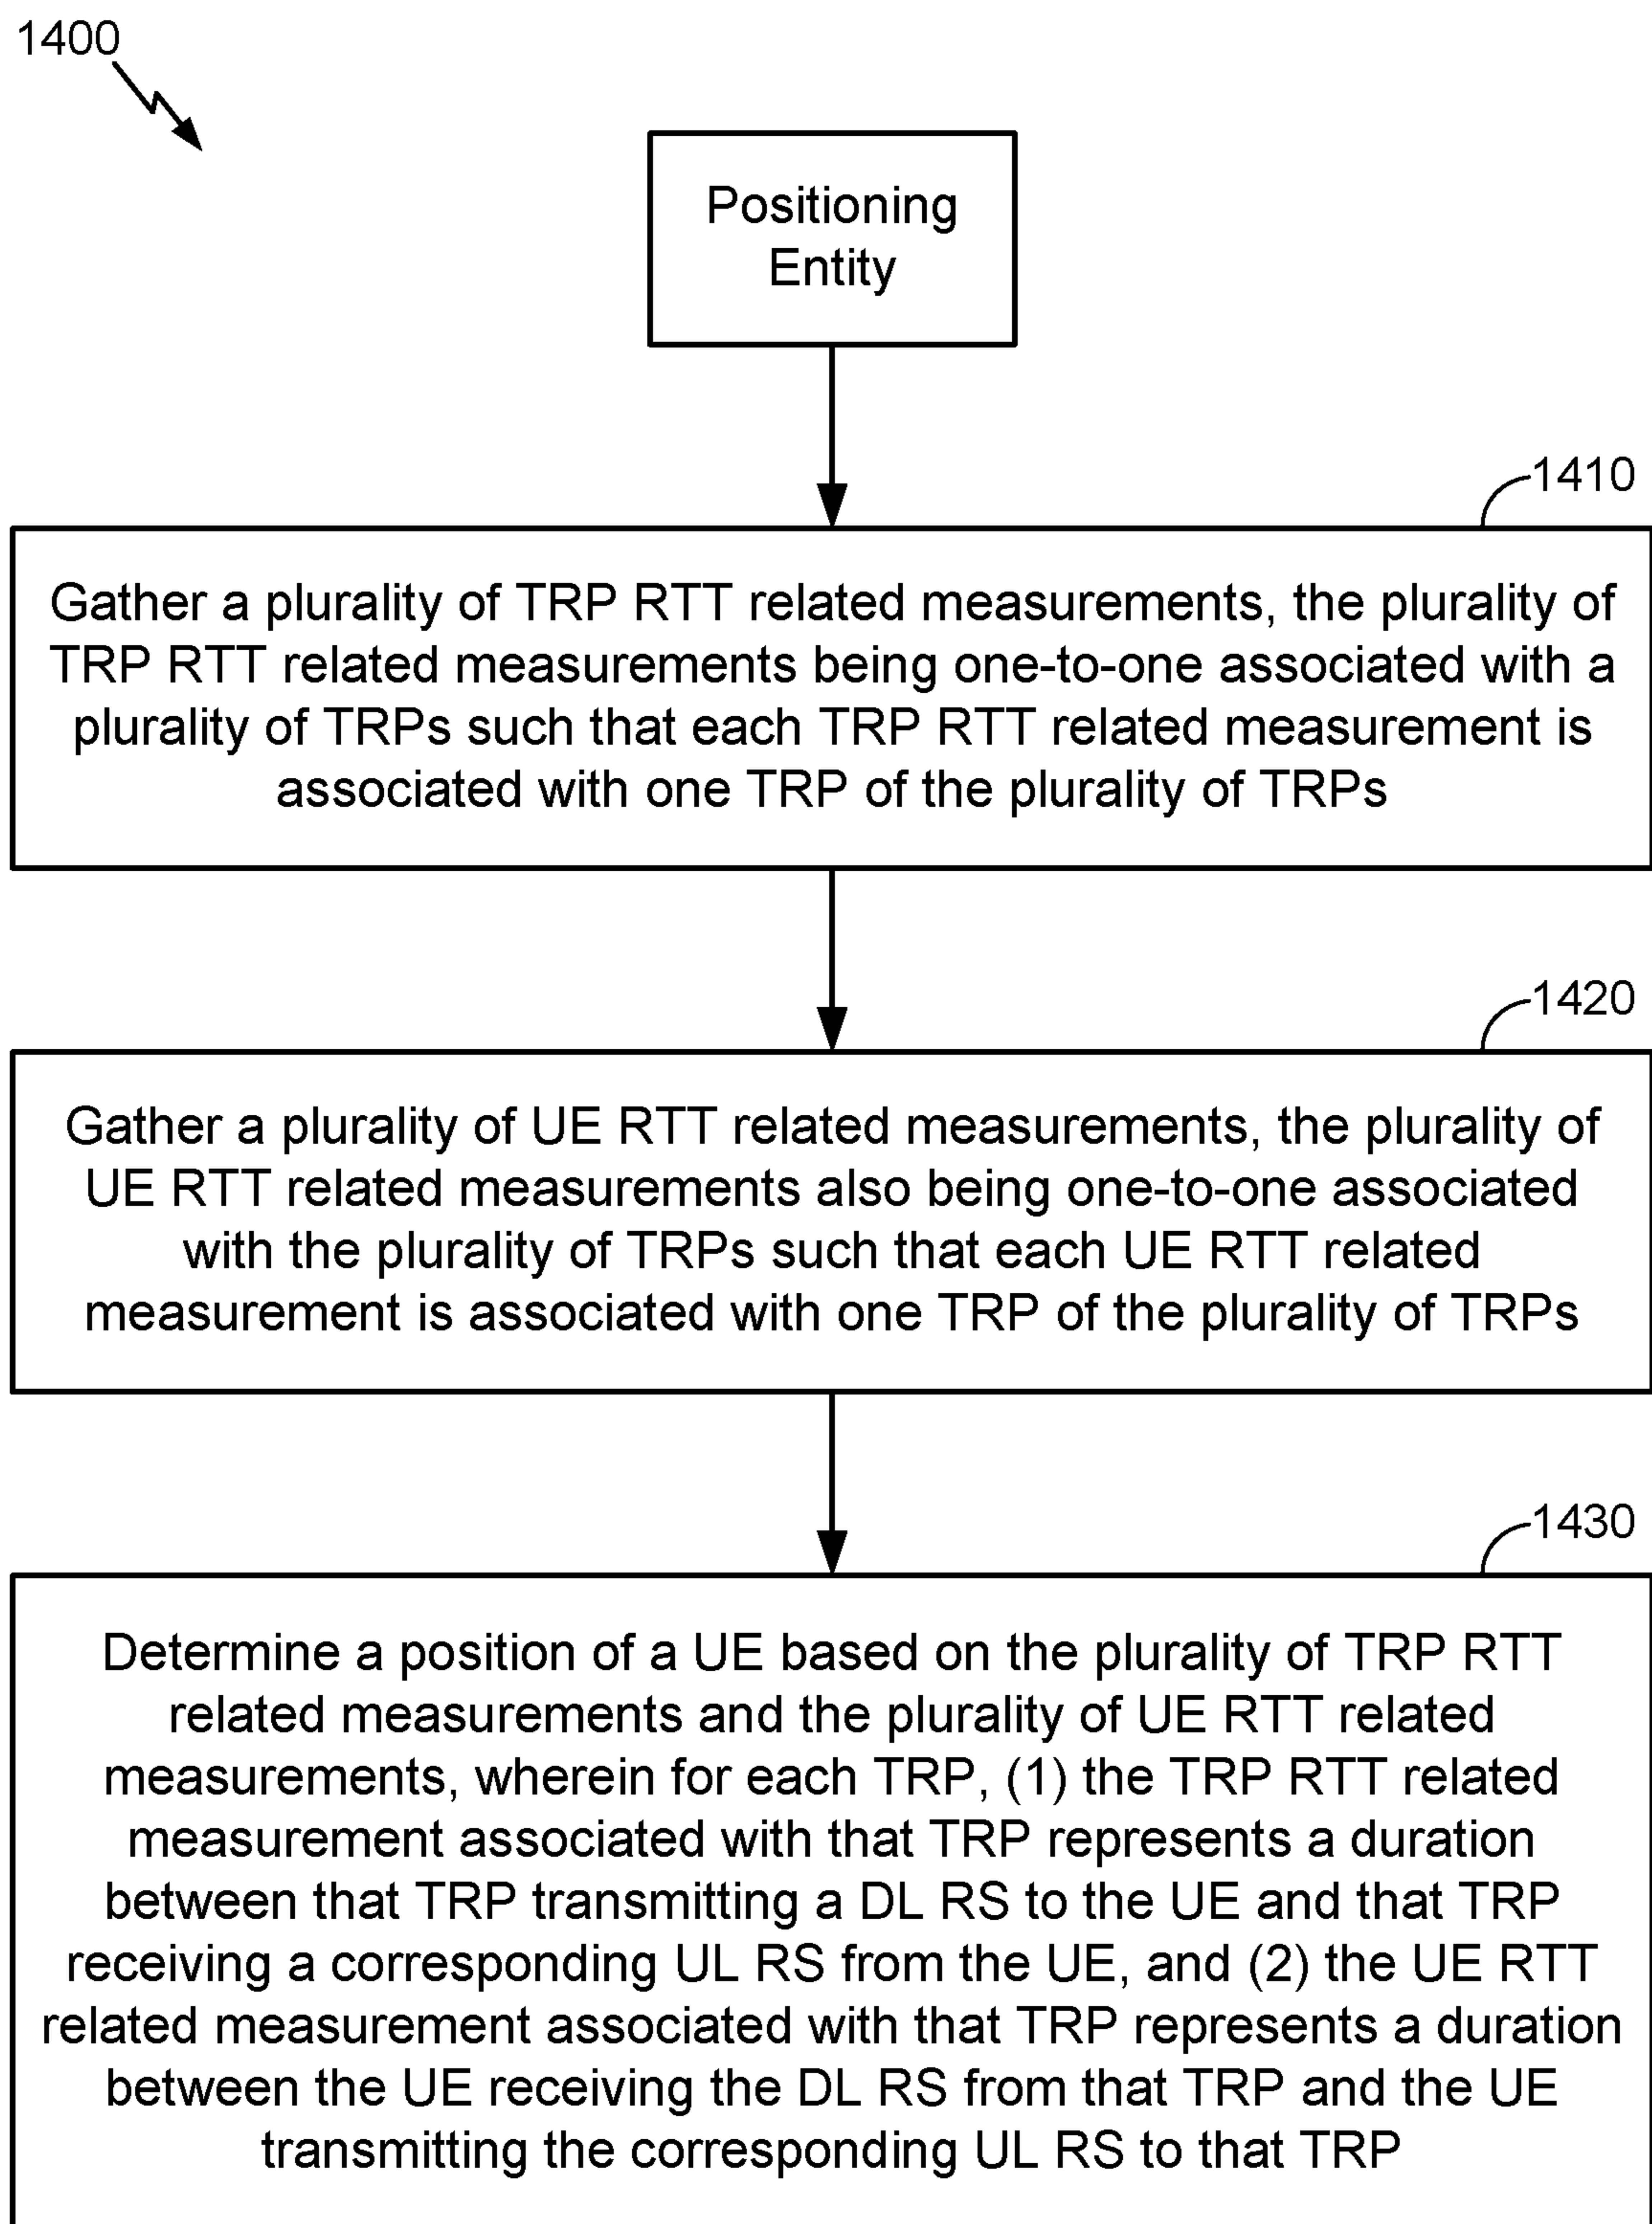 1400
Positioning
Entity
1410
Gather a plurality of TRP RTT related measurements, the plurality of
TRP RTT related measurements being one-to-one associated with a
plurality of TRPs such that each TRP RTT related measurement is
associated with one TRP of the plurality of TRPs
1420
Gather a plurality of UE RTT related measurements, the plurality of
UE RTT related measurements also being one-to-one associated
with the plurality of TRPs such that each UE RTT related
measurement is associated with one TRP of the plurality of TRPs
1430
Determine a position of a UE based on the plurality of TRP RTT
related measurements and the plurality of UE RTT related
measurements, wherein for each TRP, (1) the TRP RTT related
measurement associated with that TRP represents a duration
between that TRP transmitting a DL RS to the UE and that TRP
receiving a corresponding UL RS from the UE, and (2) the UE RTT
related measurement associated with that TRP represents a duration
between the UE receiving the DL RS from that TRP and the UE
transmitting the corresponding UL RS to that TRP